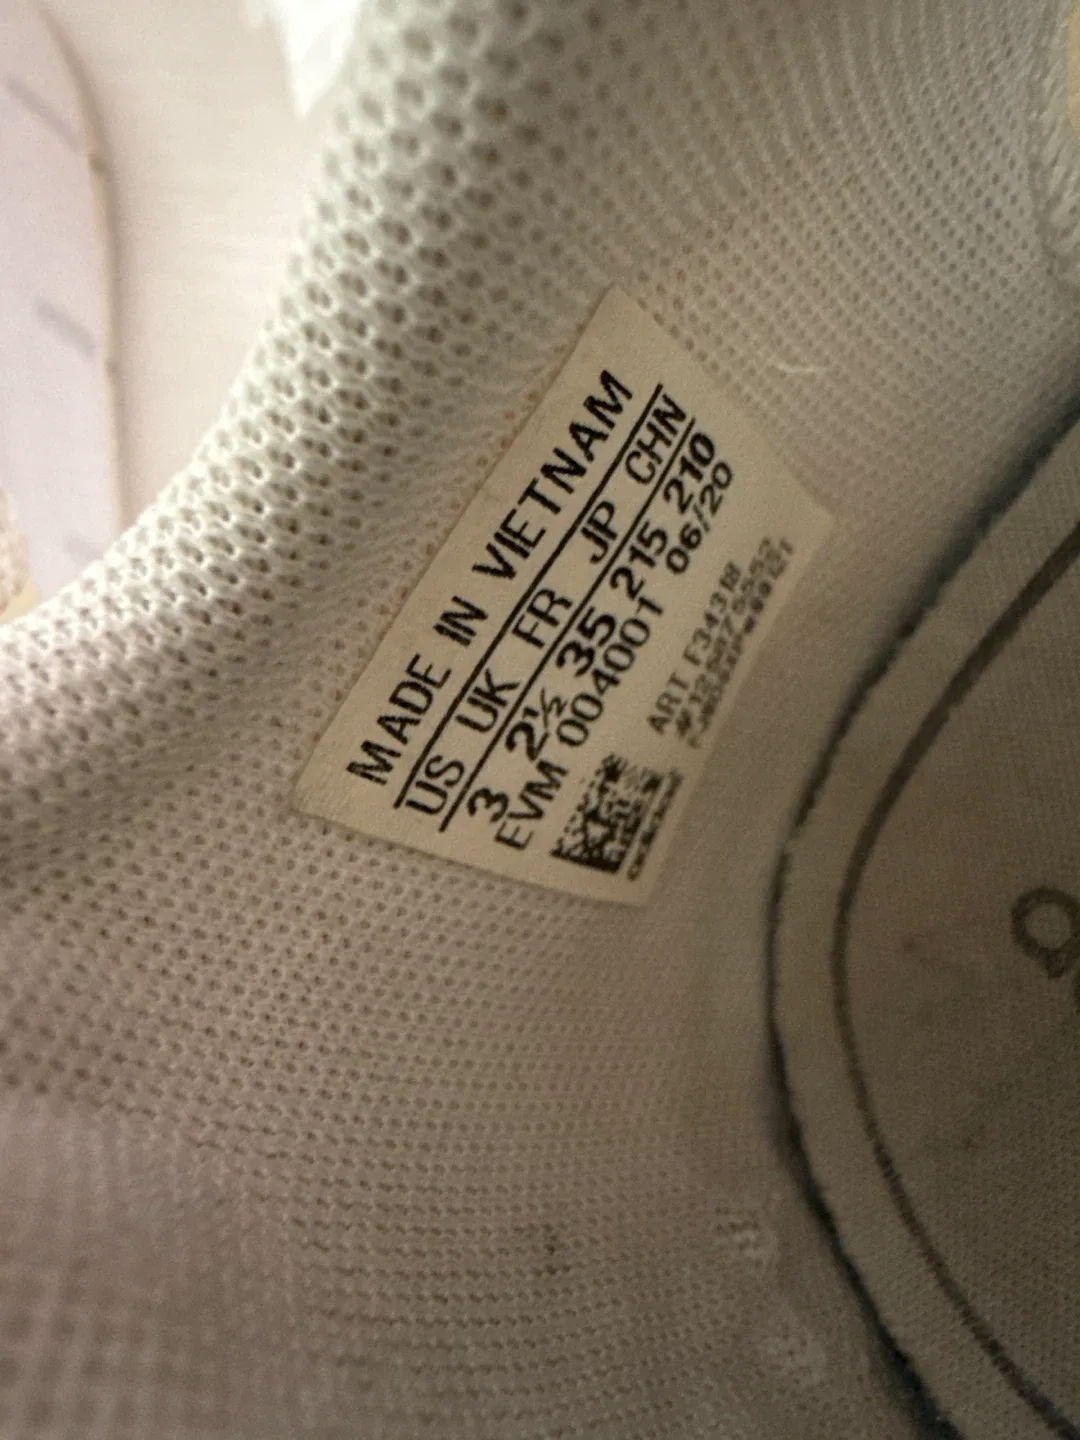 MADE IN VIETNAM
US UK FR JP CHN
3 2½ 35 215 210
EVM 004001 06/20
ART F34318